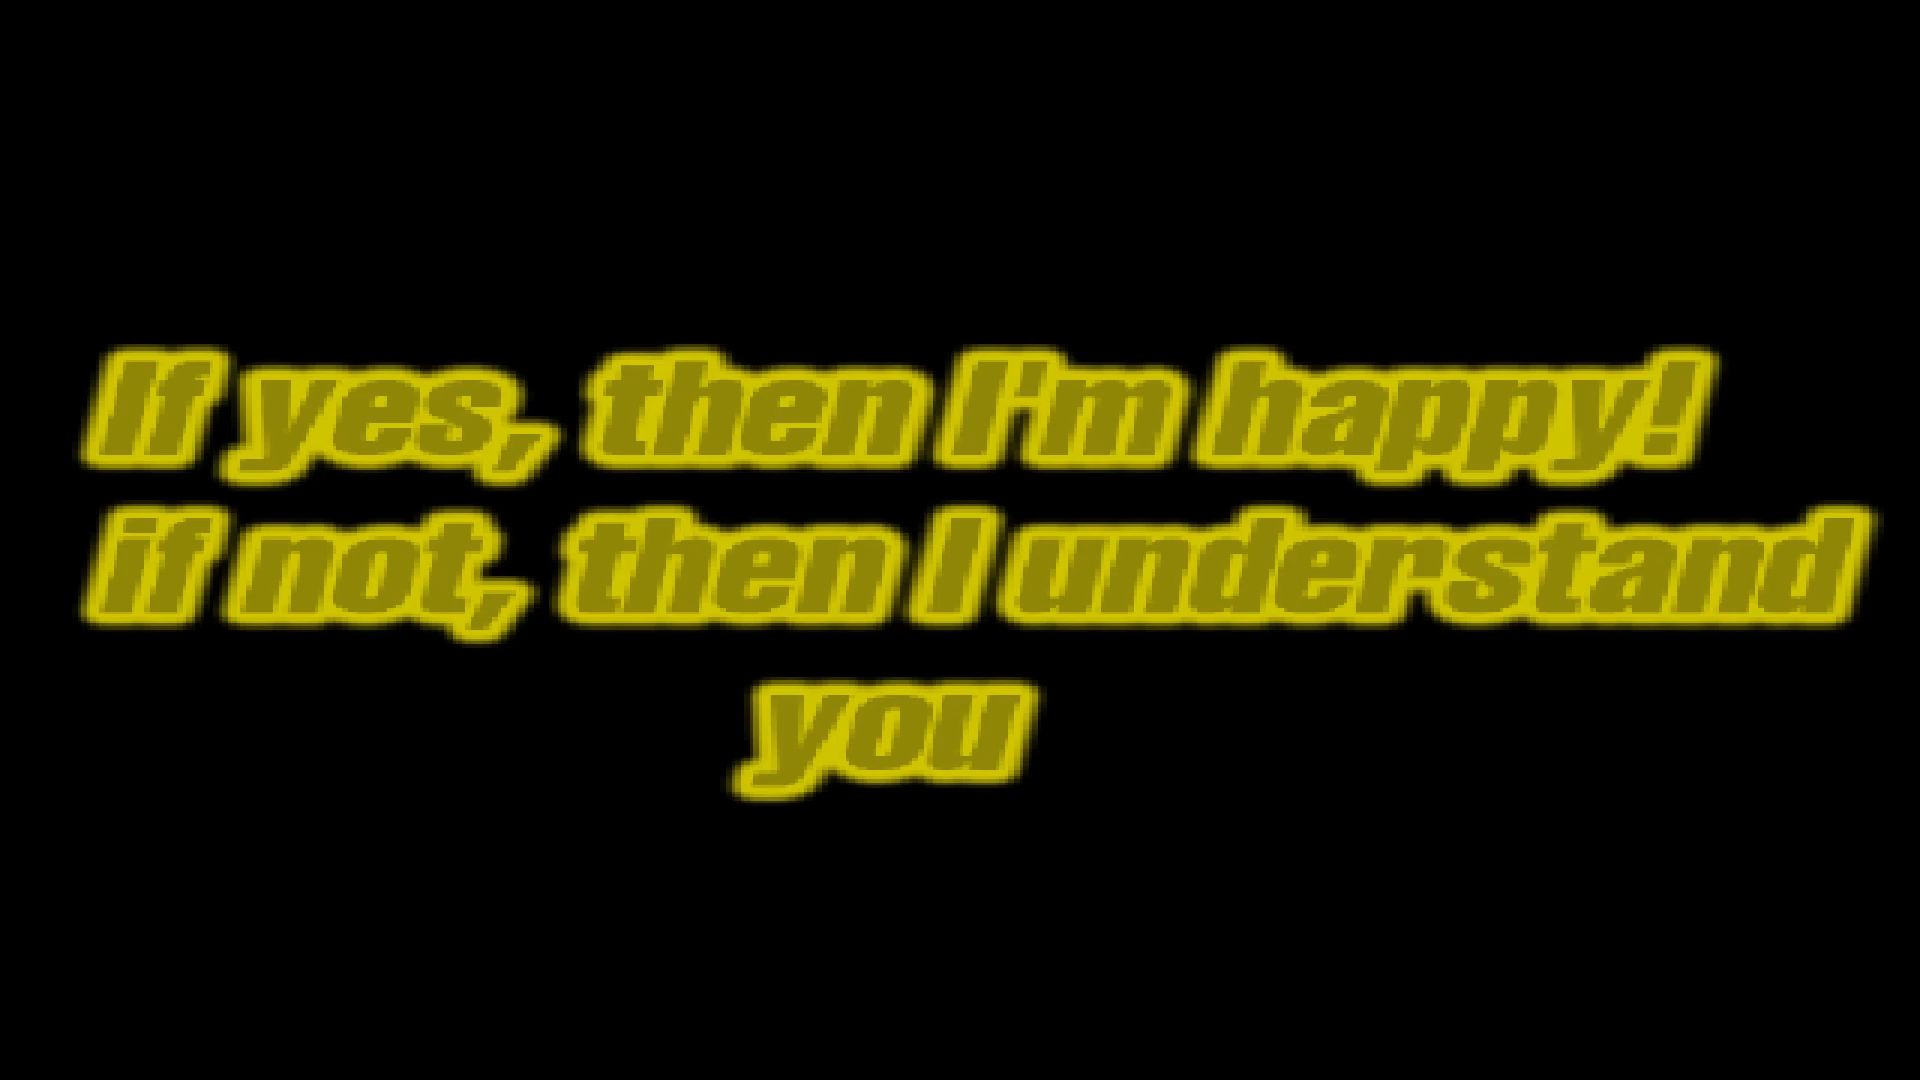 If yes, then I'm happy!
if not, then I understand
you